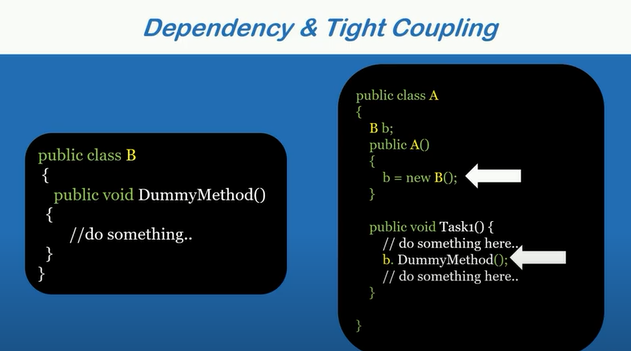 Dependency & Tight Coupling
public class B
{
public void DummyMethod()
{
//do something..
}
}
public class A
{
B b;
public A()
{
b = new B();
}
public void Task1() {
// do something here..
b. DummyMethod();
// do something here..
}
}